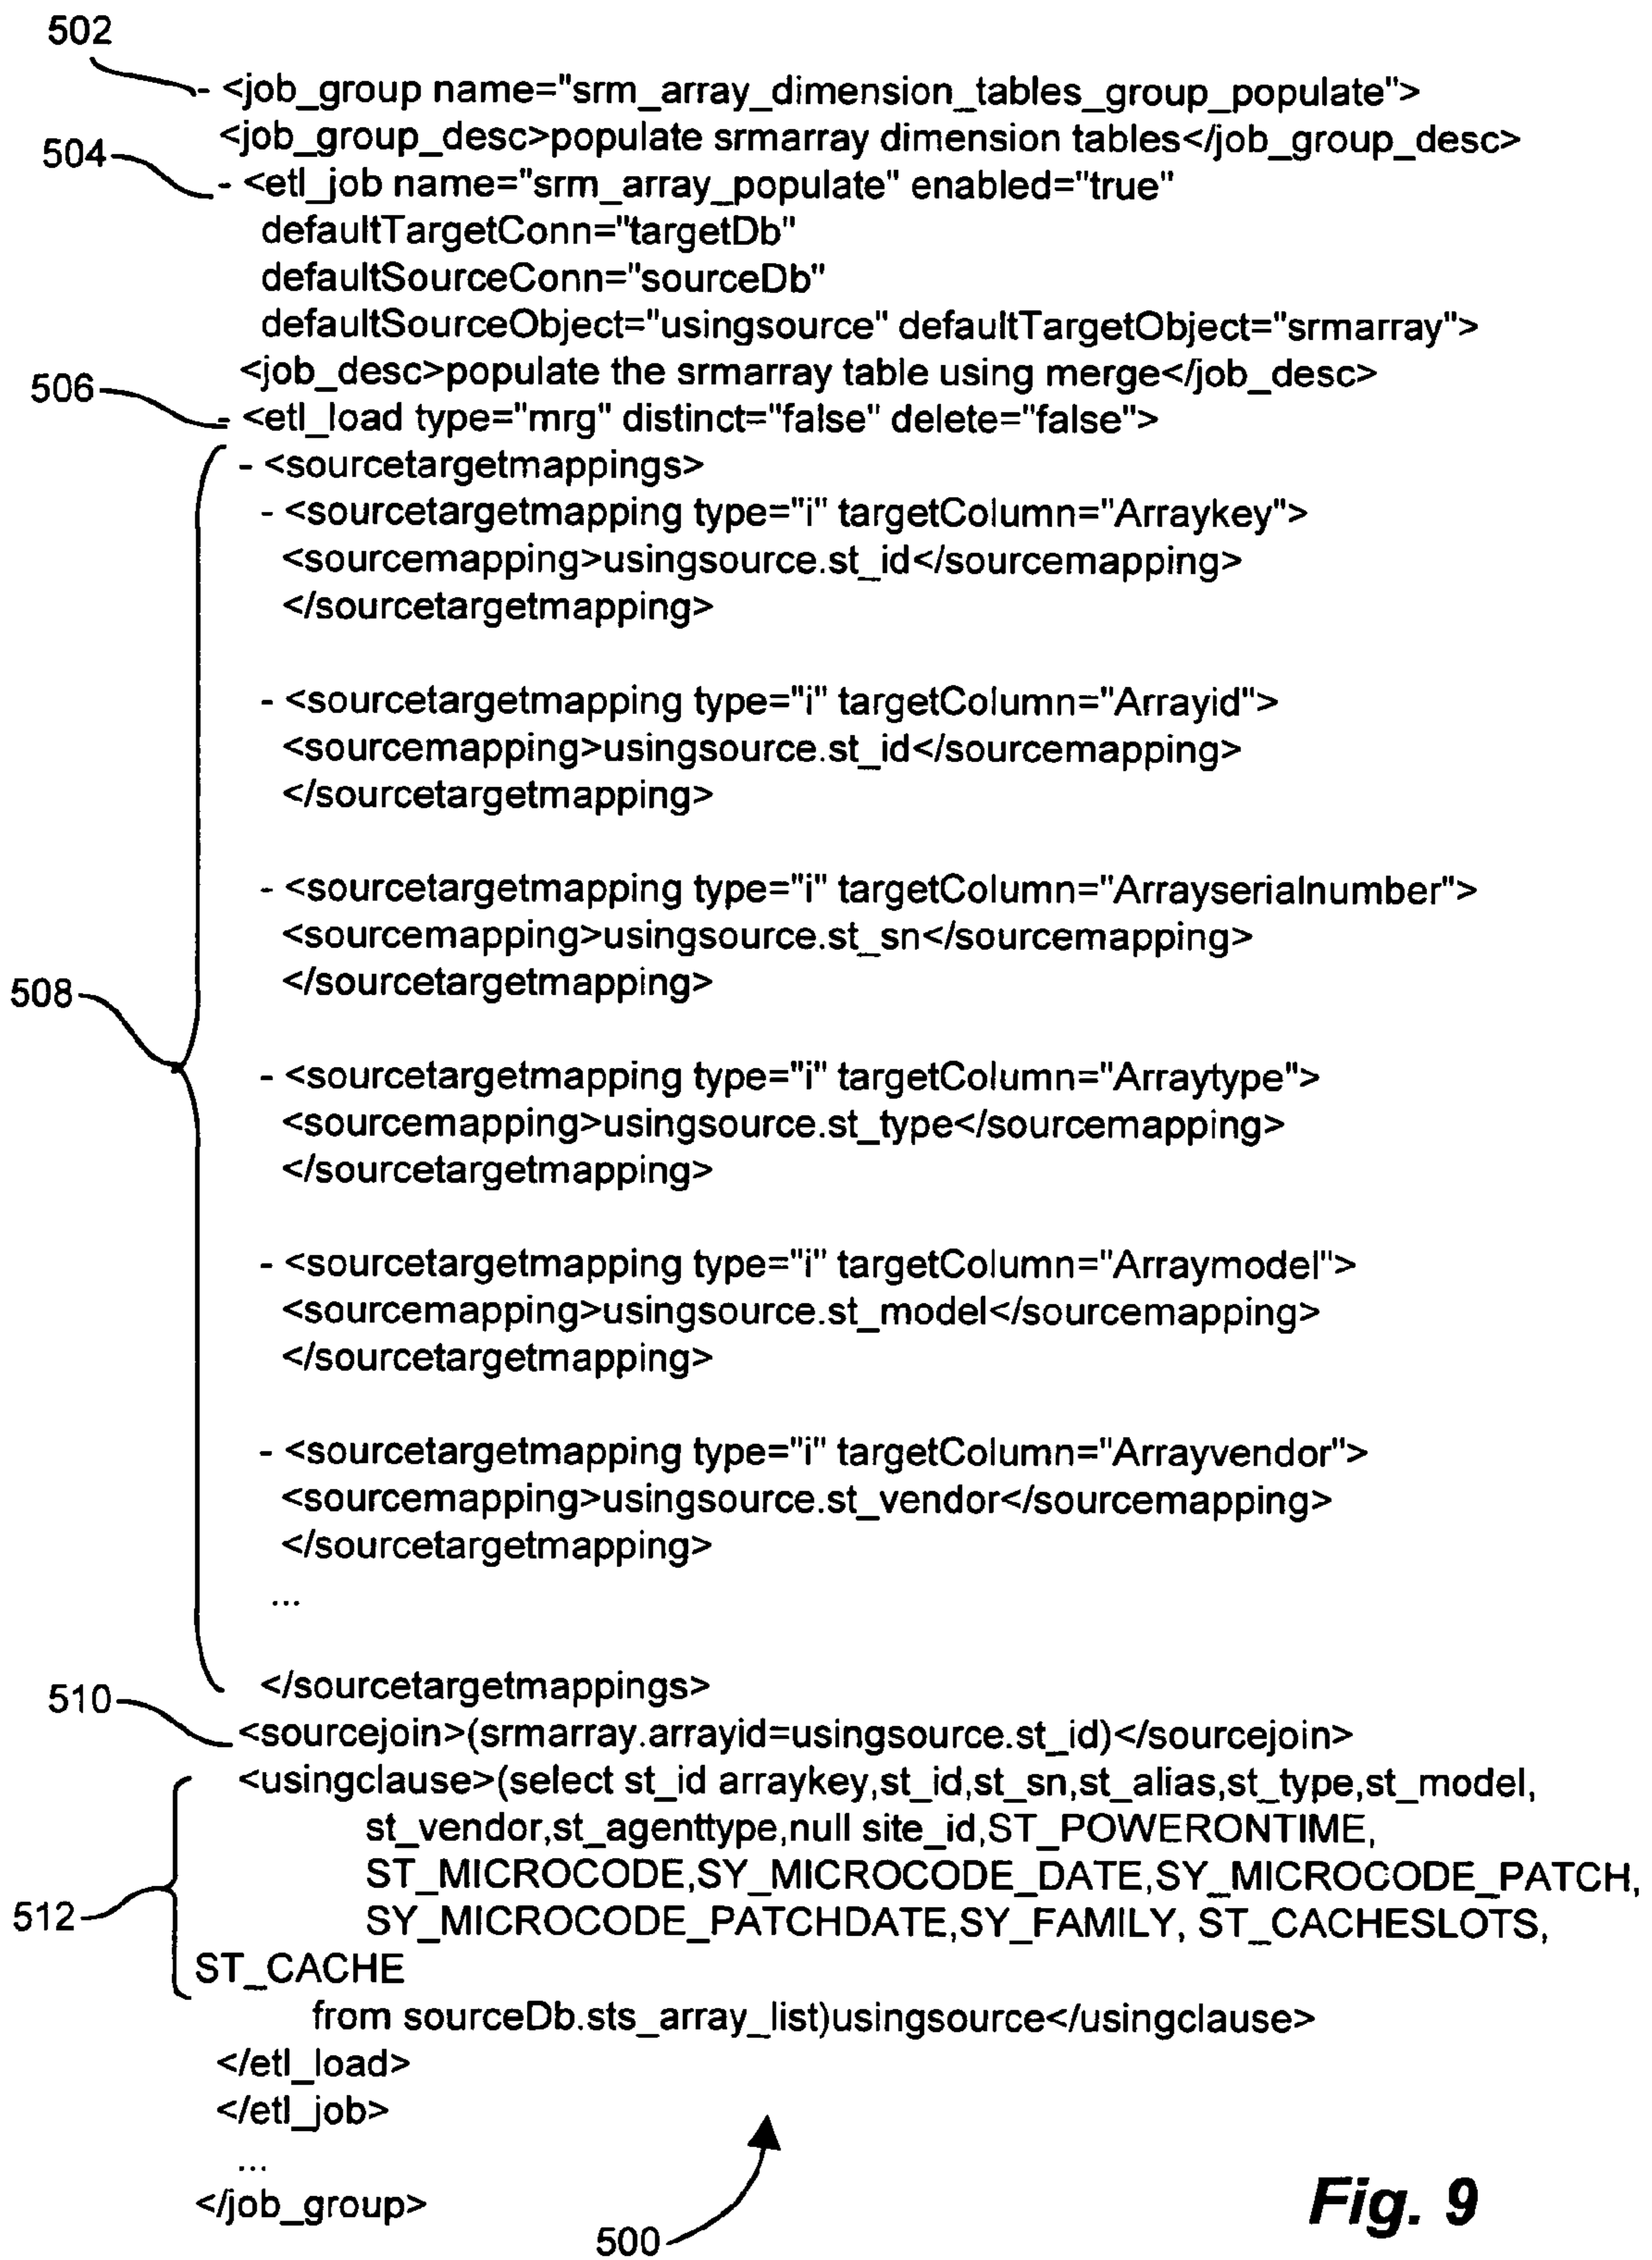 502
- <job_group name="srm_array_dimension_tables_group_populate">
<job_group_desc>populate srmarray dimension tables</job_group_desc>
504
- <etl_job name="srm_array_populate" enabled="true"
defaultTargetConn="targetDb"
defaultSourceConn="sourceDb"
defaultSourceObject="usingsource" defaultTargetObject="srmarray">
<job_desc>populate the srmarray table using merge</job_desc>
506
- <etl_load type="mrg" distinct="false" delete="false">
- <sourcetargetmappings>
- <sourcetargetmapping type="i" targetColumn="Arraykey">
<sourcemapping>usingsource.st_id</sourcemapping>
</sourcetargetmapping>
- <sourcetargetmapping type="i" targetColumn="Arrayid">
<sourcemapping>usingsource.st_id</sourcemapping>
</sourcetargetmapping>
- <sourcetargetmapping type="i" targetColumn="Arrayserialnumber">
<sourcemapping>usingsource.st_sn</sourcemapping>
</sourcetargetmapping>
508
- <sourcetargetmapping type="i" targetColumn="Arraytype">
<sourcemapping>usingsource.st_type</sourcemapping>
</sourcetargetmapping>
- <sourcetargetmapping type="i" targetColumn="Arraymodel">
<sourcemapping>usingsource.st_model</sourcemapping>
</sourcetargetmapping>
- <sourcetargetmapping type="i" targetColumn="Arrayvendor">
<sourcemapping>usingsource.st_vendor</sourcemapping>
</sourcetargetmapping>
...
</sourcetargetmappings>
510
<sourcejoin>(srmarray.arrayid=usingsource.st_id)</sourcejoin>
<usingclause>(select st_id arraykey,st_id,st_sn,st_alias,st_type,st_model,
st_vendor,st_agenttype,null site_id,ST_POWERONTIME,
ST_MICROCODE,SY_MICROCODE_DATE,SY_MICROCODE_PATCH,
512
SY_MICROCODE_PATCHDATE,SY_FAMILY, ST_CACHESLOTS,
ST_CACHE
from sourceDb.sts_array_list)usingsource</usingclause>
</etl_load>
</etl_job>
...
</job_group>
500
Fig. 9